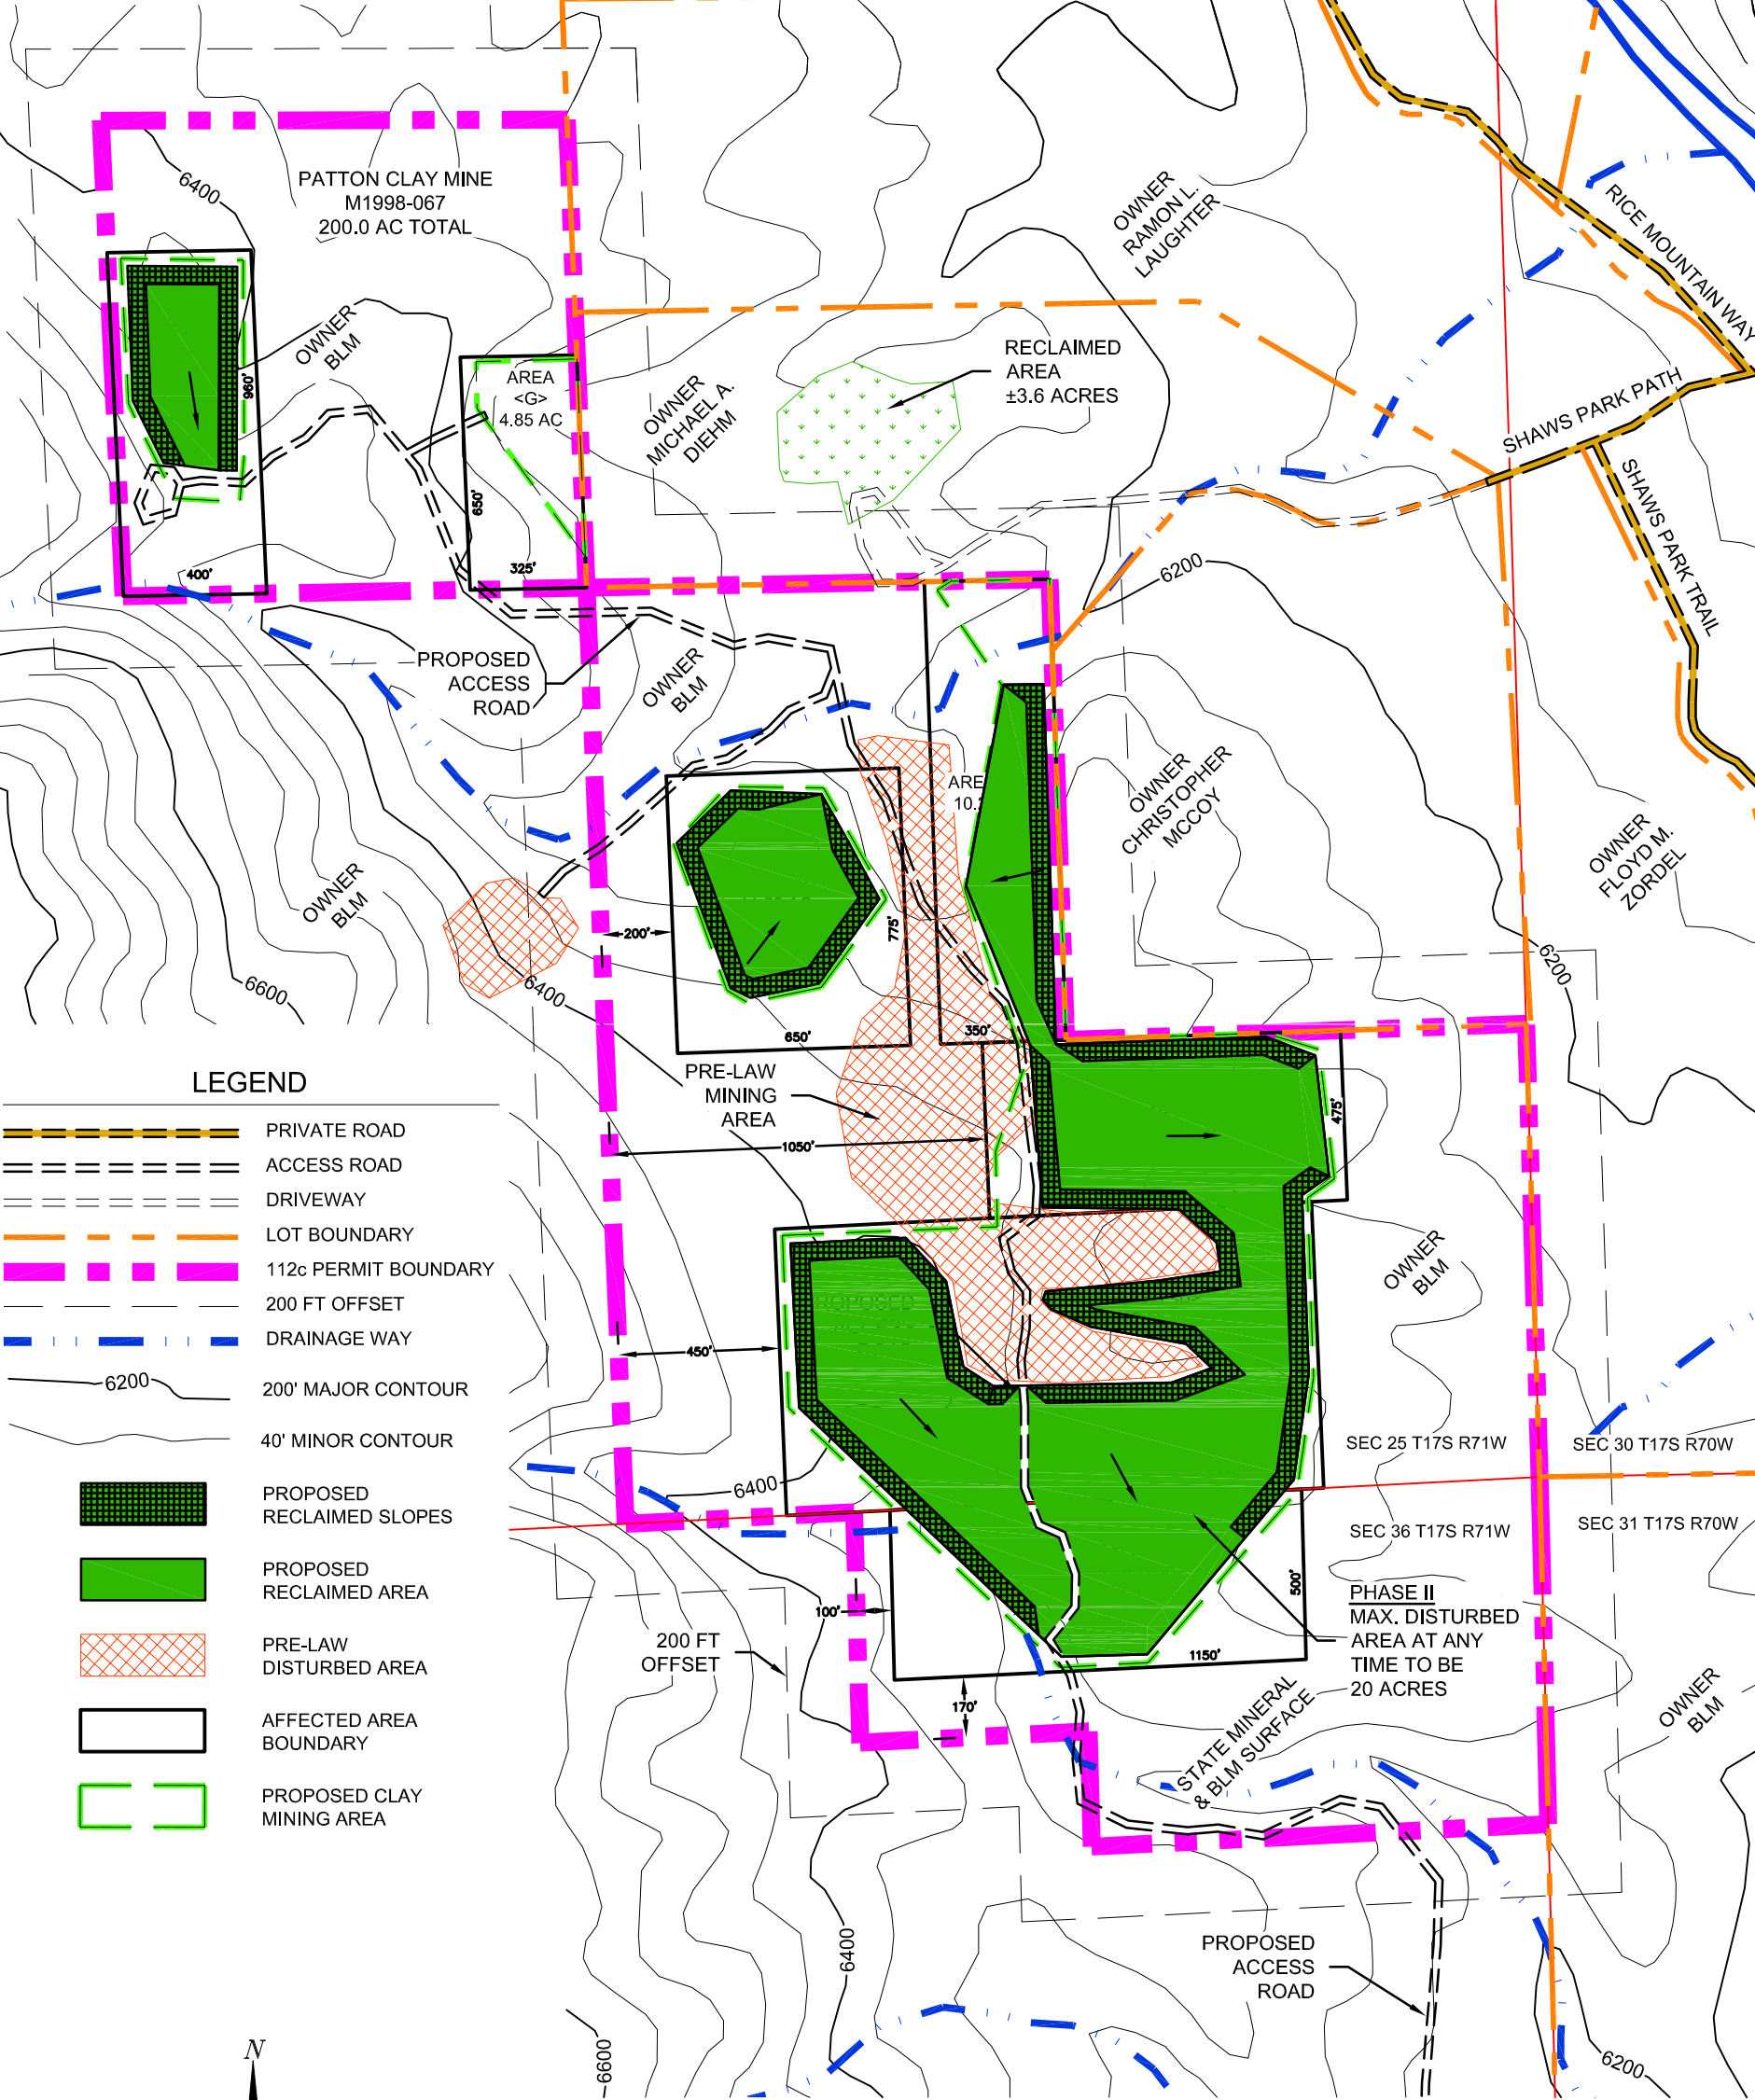 PATTON CLAY MINE
M1998-067
200.0 AC TOTAL
6400
OWNER
BLM
960'
400'
AREA
<G>
4.85 AC
650'
325'
OWNER
MICHAEL A.
DIEHM
RECLAIMED
AREA
±3.6 ACRES
OWNER
RAMON L.
LAUGHTER
RICE MOUNTAIN WAY
SHAWS PARK PATH
SHAWS PARK TRAIL
6200
PROPOSED
ACCESS
ROAD
OWNER
BLM
OWNER
CHRISTOPHER
MCCOY
OWNER
FLOYD M.
ZORDEL
6200
OWNER
BLM
6600
6400
200'
775'
650'
350'
ARE
10.
PRE-LAW
MINING
AREA
1050'
475'
OWNER
BLM
450'
PROPOSED
6400
SEC 25 T17S R71W
SEC 30 T17S R70W
SEC 36 T17S R71W
SEC 31 T17S R70W
100'
500'
1150'
170'
200 FT
OFFSET
PHASE II
MAX. DISTURBED
AREA AT ANY
TIME TO BE
20 ACRES
STATE MINERAL
& BLM SURFACE
OWNER
BLM
PROPOSED
ACCESS
ROAD
6400
6600
6200
LEGEND
PRIVATE ROAD
ACCESS ROAD
DRIVEWAY
LOT BOUNDARY
112c PERMIT BOUNDARY
200 FT OFFSET
DRAINAGE WAY
6200
200' MAJOR CONTOUR
40' MINOR CONTOUR
PROPOSED
RECLAIMED SLOPES
PROPOSED
RECLAIMED AREA
PRE-LAW
DISTURBED AREA
AFFECTED AREA
BOUNDARY
PROPOSED CLAY
MINING AREA
N